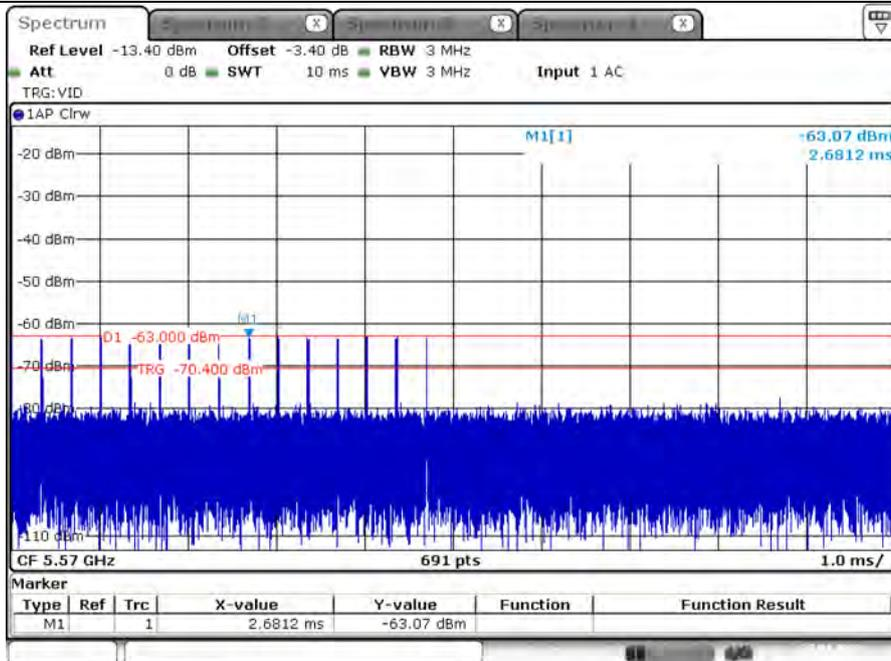 Spectrum
Ref Level -13.40 dBm Offset -3.40 dB RBW 3 MHz
Att 0 dB SWT 10 ms VBW 3 MHz Input 1 AC
TRG:VID
1AP Clrw
M1[1] -63.07 dBm
2.6812 ms
-20 dBm
-30 dBm
-40 dBm
-50 dBm
-60 dBm
M1
D1 -63.000 dBm
-70 dBm
TRG -70.400 dBm
-80 dBm
-110 dBm
CF 5.57 GHz 691 pts 1.0 ms/
Marker
Type Ref Trc X-value Y-value Function Function Result
M1 1 2.6812 ms -63.07 dBm